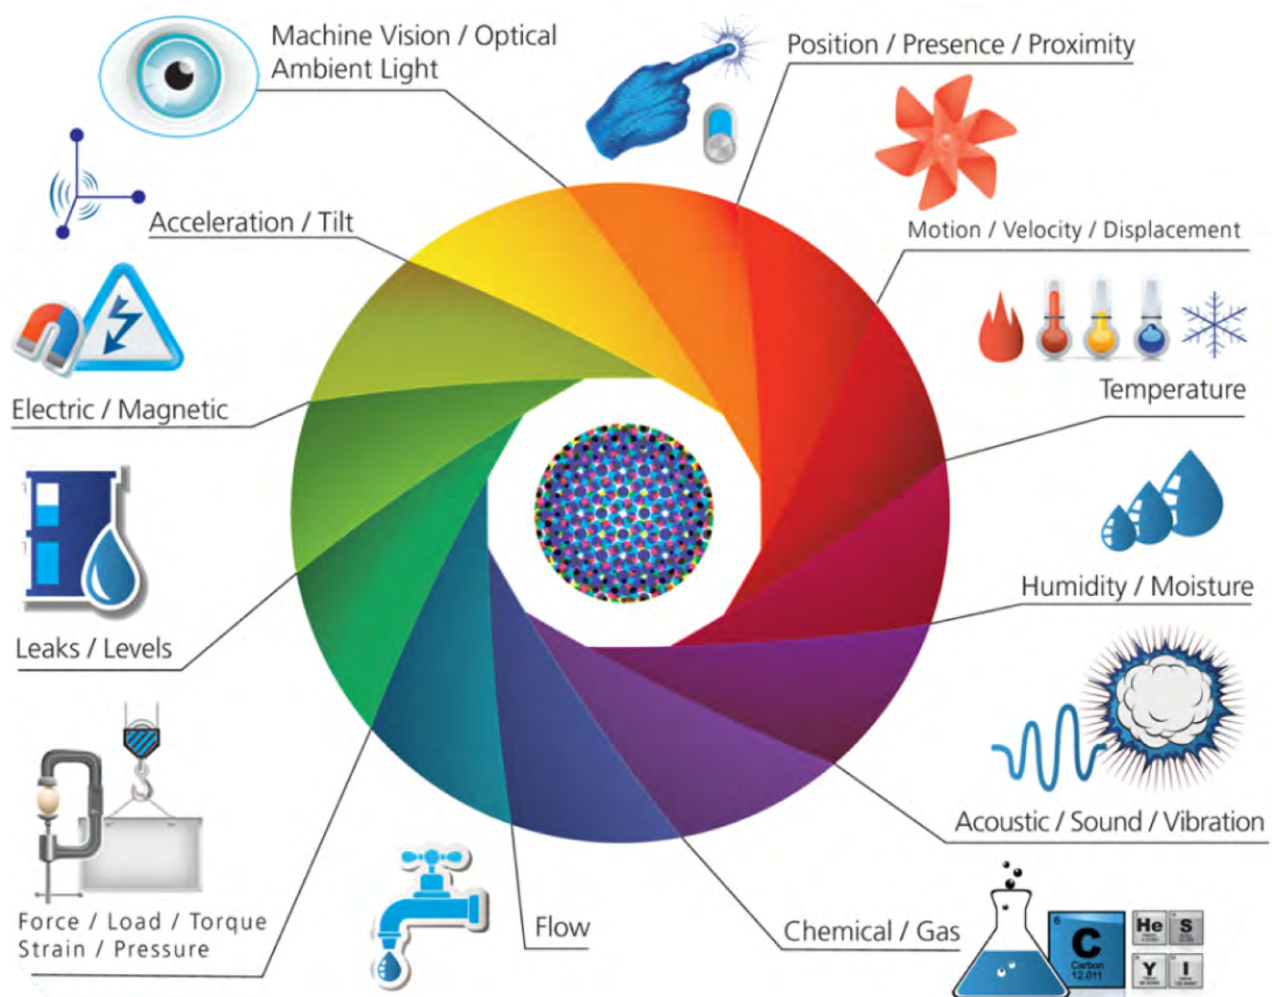 Machine Vision / Optical
Ambient Light
Position / Presence / Proximity
Acceleration / Tilt
Motion / Velocity / Displacement
Temperature
Electric / Magnetic
Humidity / Moisture
Leaks / Levels
Acoustic / Sound / Vibration
Force / Load / Torque
Strain / Pressure
Flow
Chemical / Gas
6
C
Carbon
12.011
He
S
Y
I